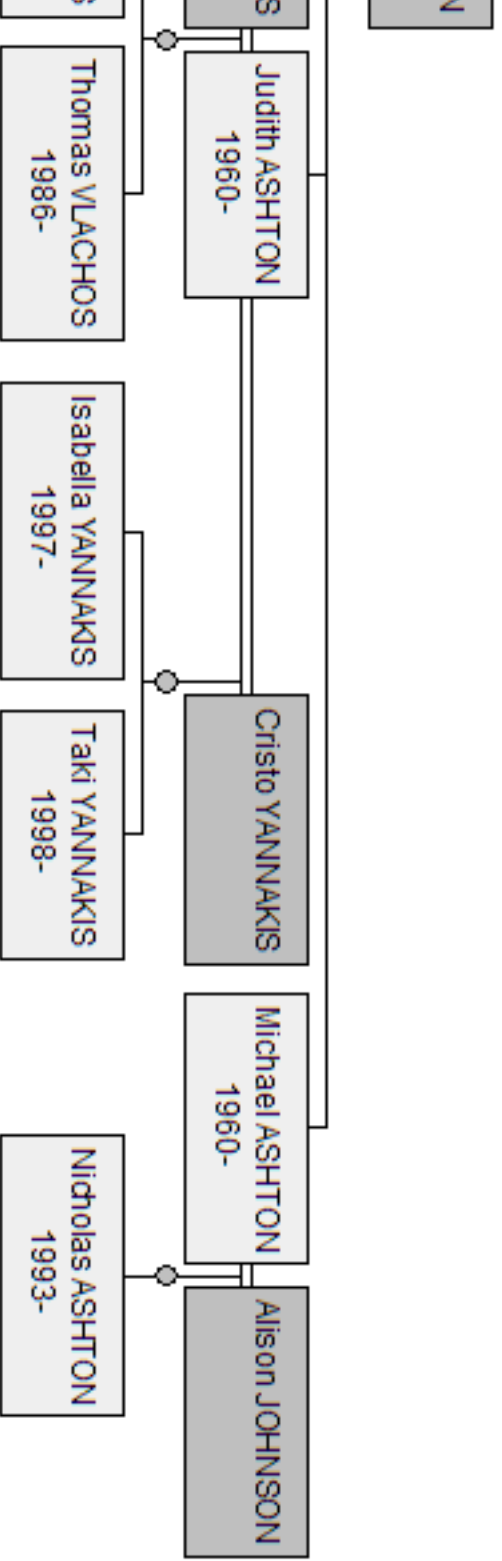 N
S
Judith ASHTON
1960-
Cristo YANNAKIS
Michael ASHTON
1960-
Alison JOHNSON
S
Thomas VLACHOS
1986-
Isabella YANNAKIS
1997-
Taki YANNAKIS
1998-
Nicholas ASHTON
1993-